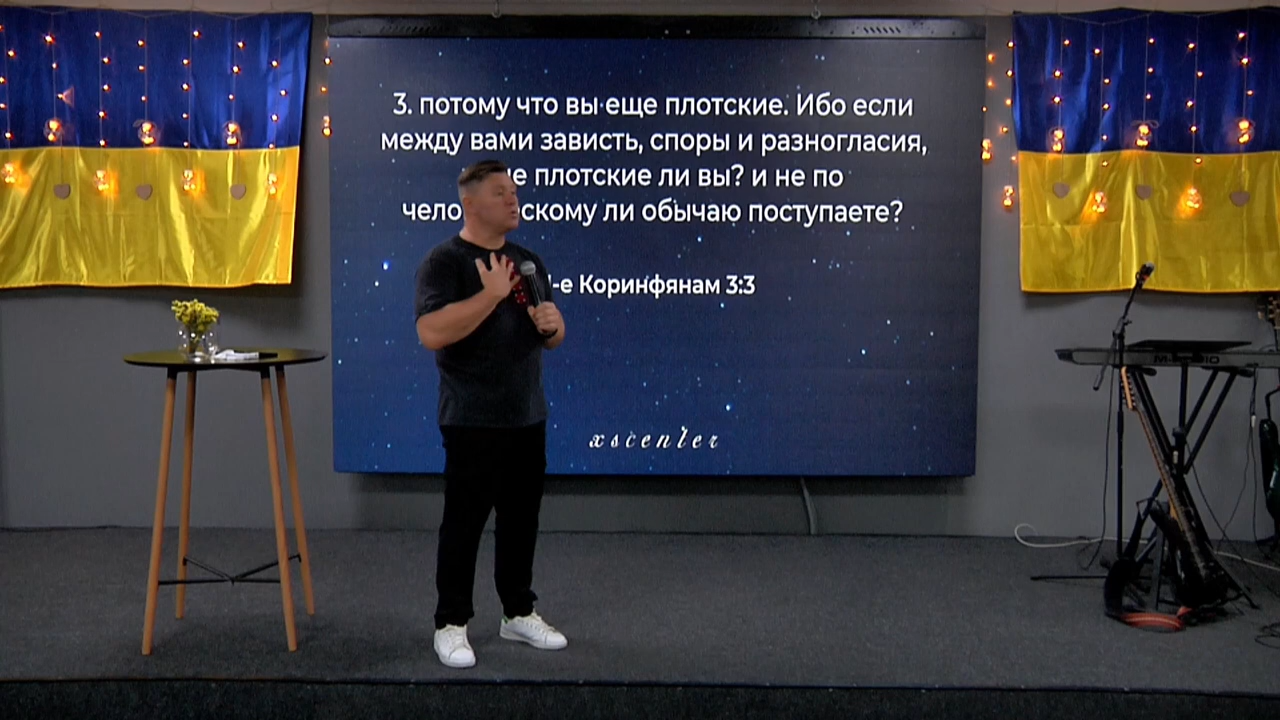 3. потому что вы еще плотские. Ибо если
между вами зависть, споры и разногласия,
не плотские ли вы? и не по
ли обычаю поступаете?
-е Коринфянам 3:3
xscenter